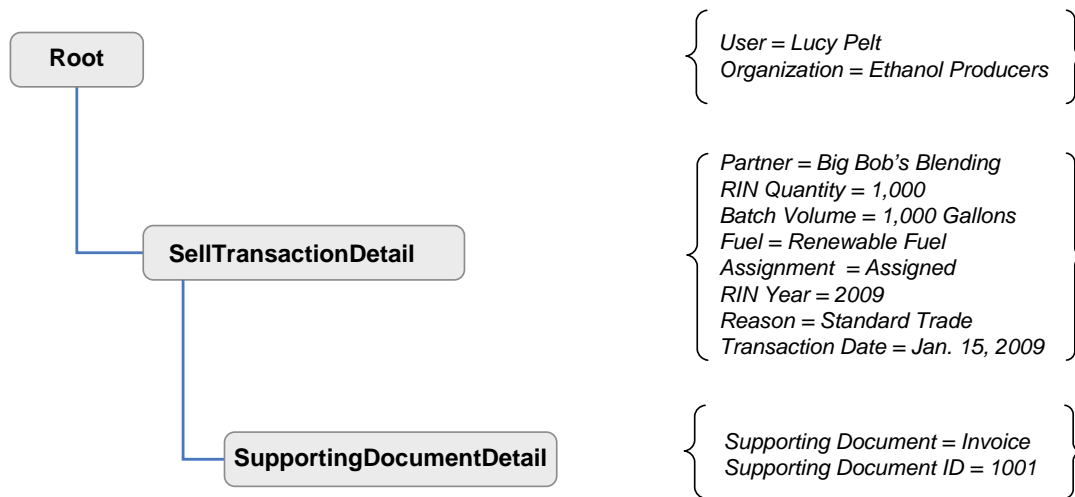 Root
User = Lucy Pelt
Organization = Ethanol Producers
SellTransactionDetail
Partner = Big Bob's Blending
RIN Quantity = 1,000
Batch Volume = 1,000 Gallons
Fuel = Renewable Fuel
Assignment  = Assigned
RIN Year = 2009
Reason = Standard Trade
Transaction Date = Jan. 15, 2009
SupportingDocumentDetail
Supporting Document = Invoice
Supporting Document ID = 1001